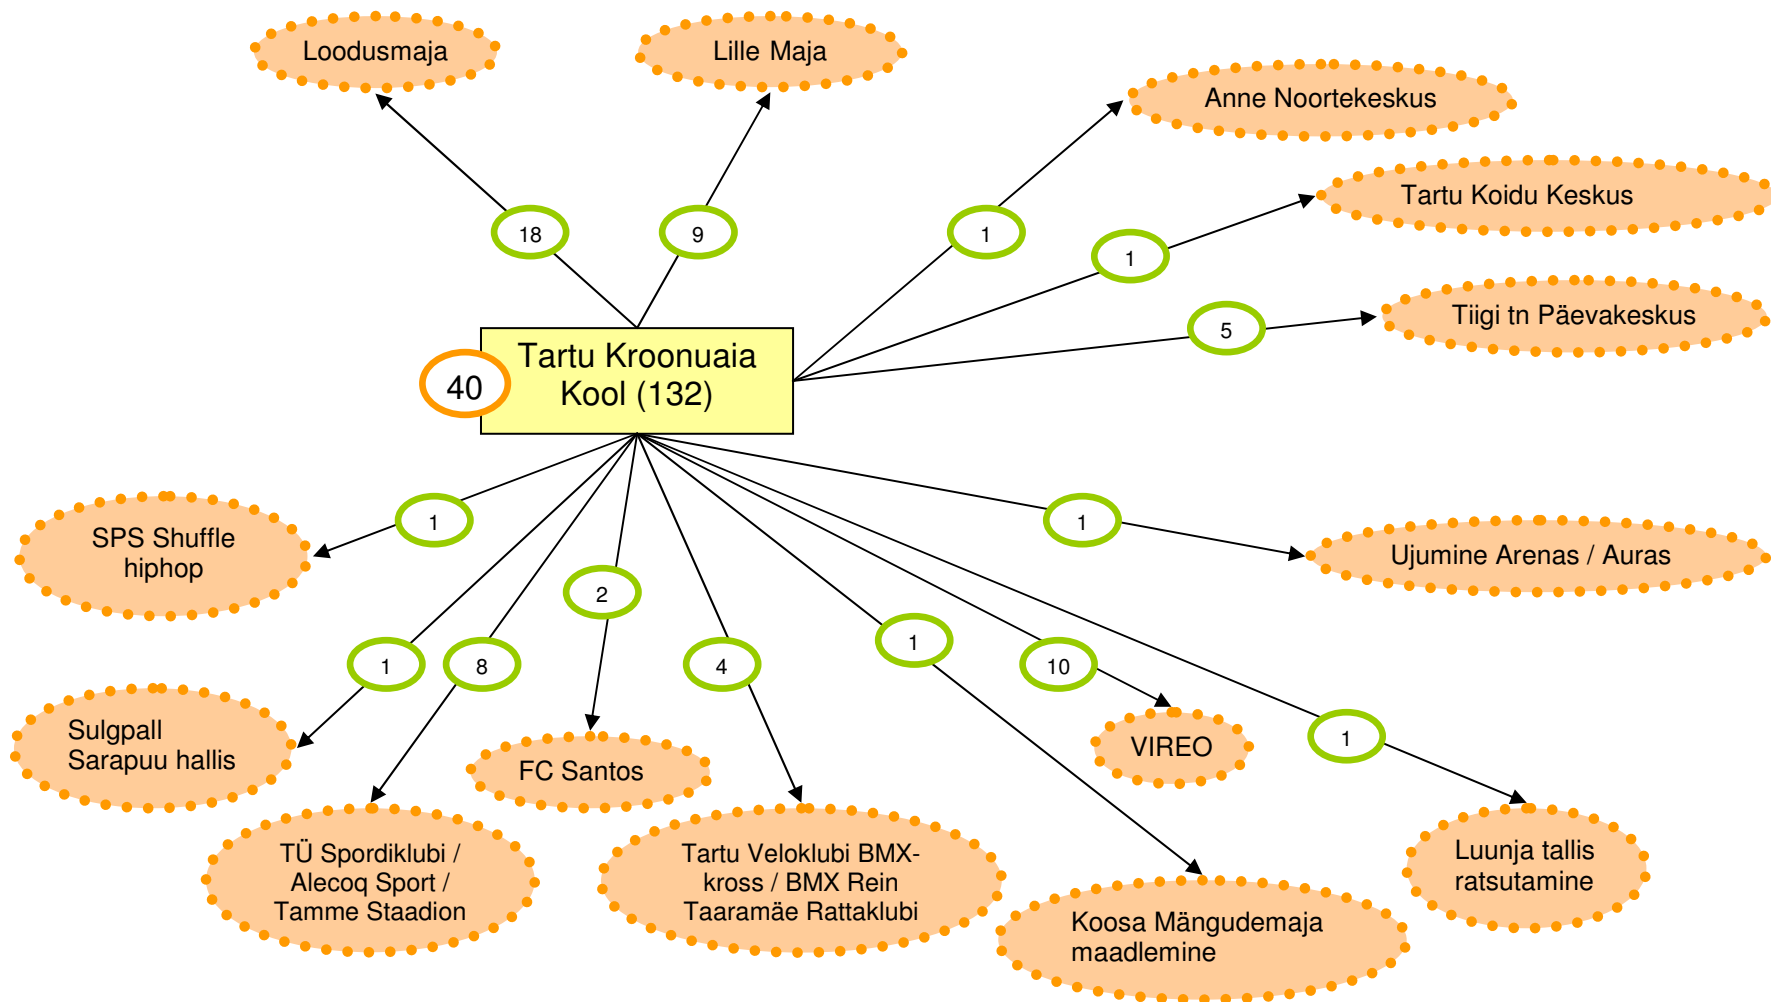 Loodusmaja
Lille Maja
Anne Noortekeskus
Tartu Koidu Keskus
18
9
1
1
5
Tiigi tn Päevakeskus
Tartu Kroonuaia
Kool (132)
40
1
1
SPS Shuffle
hiphop
Ujumine Arenas / Auras
2
1
8
4
1
10
1
Sulgpall
Sarapuu hallis
FC Santos
VIREO
TÜ Spordiklubi /
Alecoq Sport /
Tamme Staadion
Tartu Veloklubi BMX-
kross / BMX Rein
Taaramäe Rattaklubi
Luunja tallis
ratsutamine
Koosa Mängudemaja
maadlemine